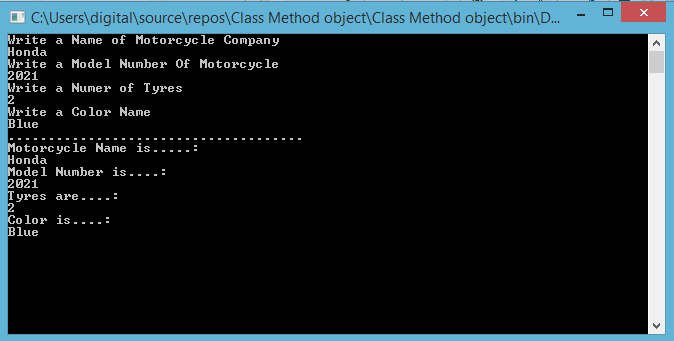 C:\Users\digital\source\repos\Class Method object\Class Method object\bin\D...
Write a Name of Motorcycle Company
Honda
Write a Model Number Of Motorcycle
2021
Write a Numer of Tyres
2
Write a Color Name
Blue
.....................................
Motorcycle Name is.....:
Honda
Model Number is....:
2021
Tyres are....:
2
Color is....:
Blue